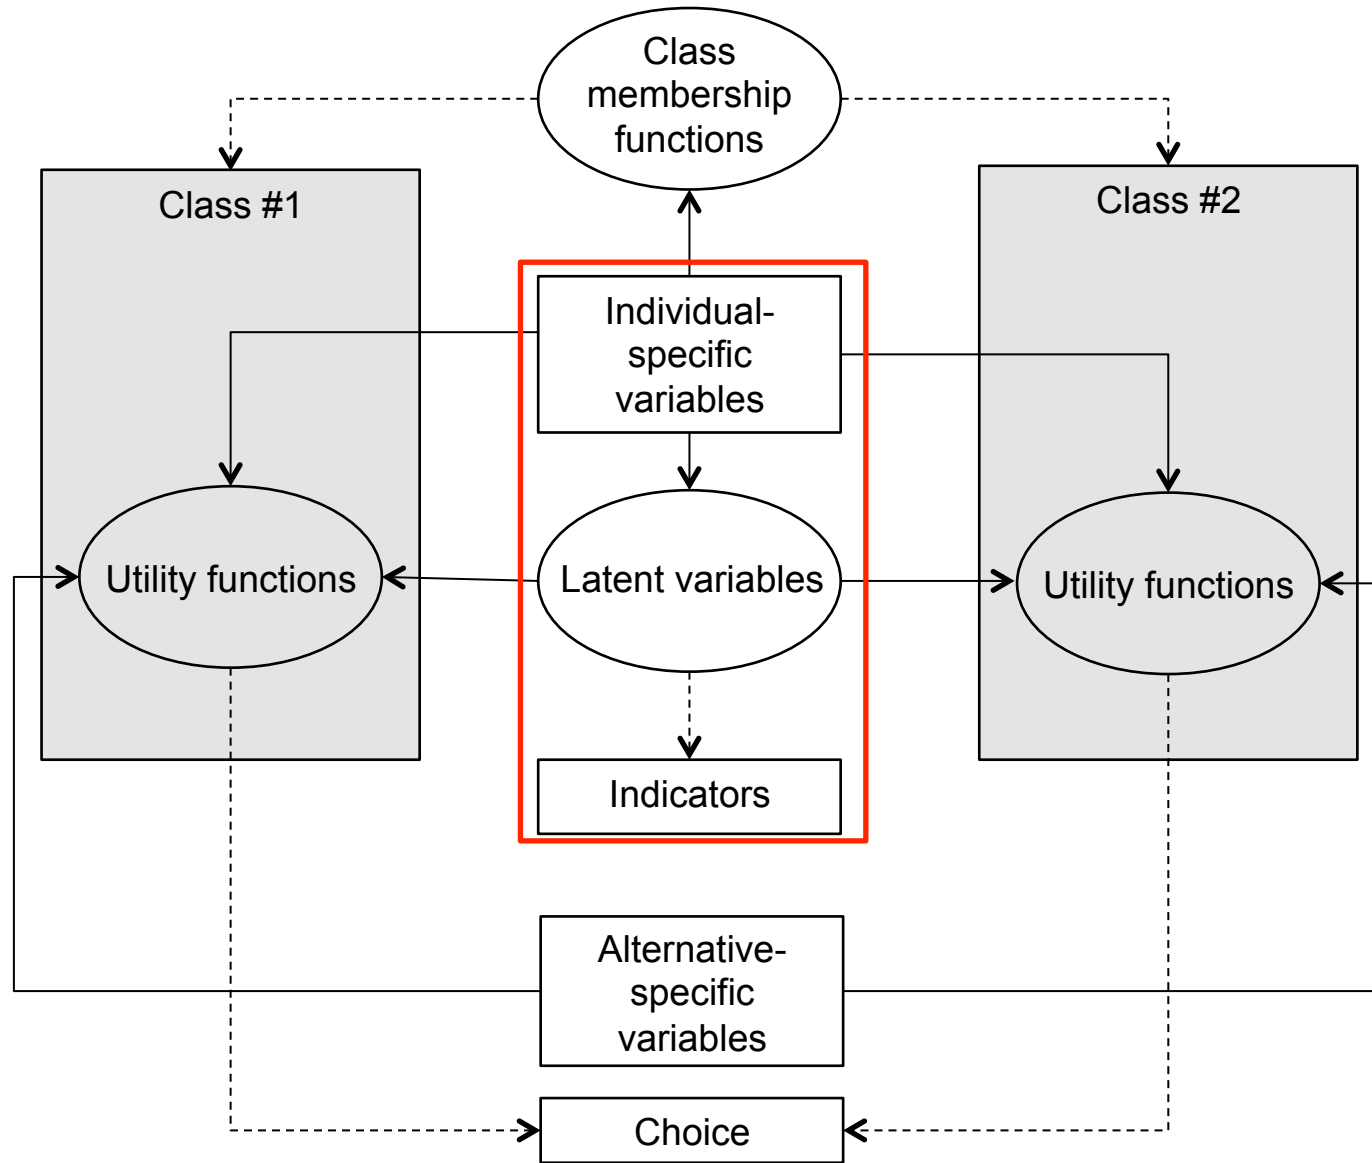 Class
membership
functions
Class #1
Class #2
Individual-
specific
variables
Utility functions
Latent variables
Utility functions
Indicators
Alternative-
specific
variables
Choice